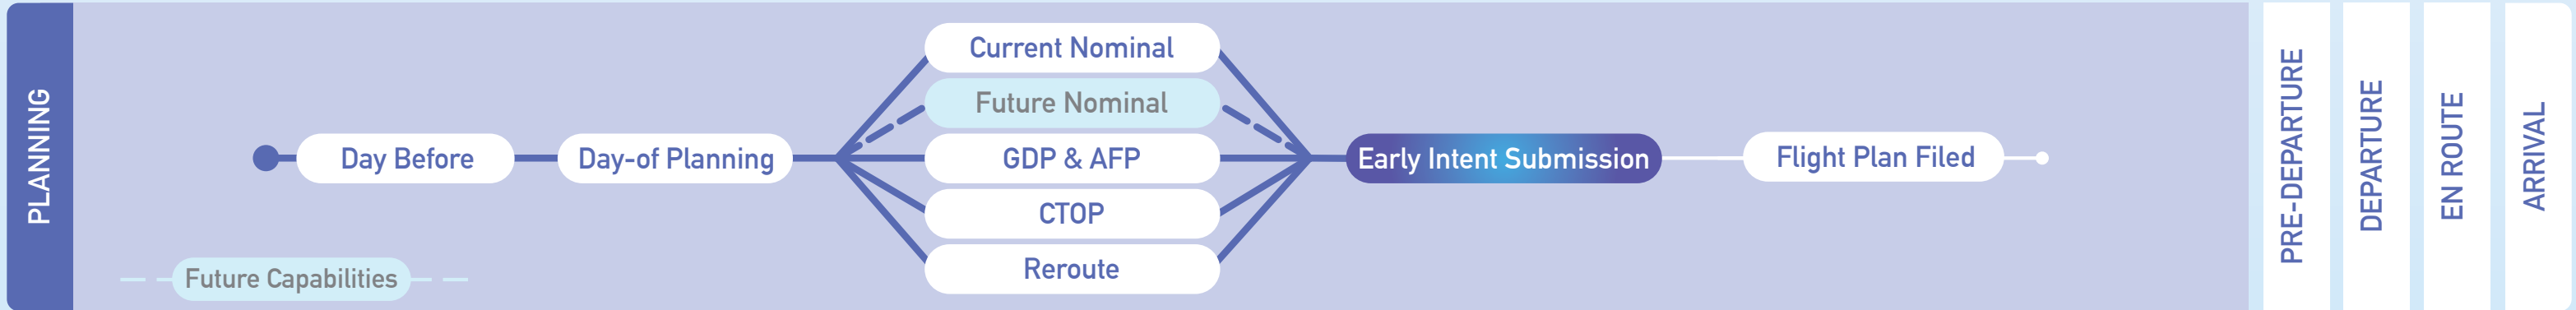 PLANNING
Day Before
Day-of Planning
Current Nominal
Future Nominal
GDP & AFP
CTOP
Reroute
Early Intent Submission
Flight Plan Filed
Future Capabilities
PRE-DEPARTURE
DEPARTURE
EN ROUTE
ARRIVAL